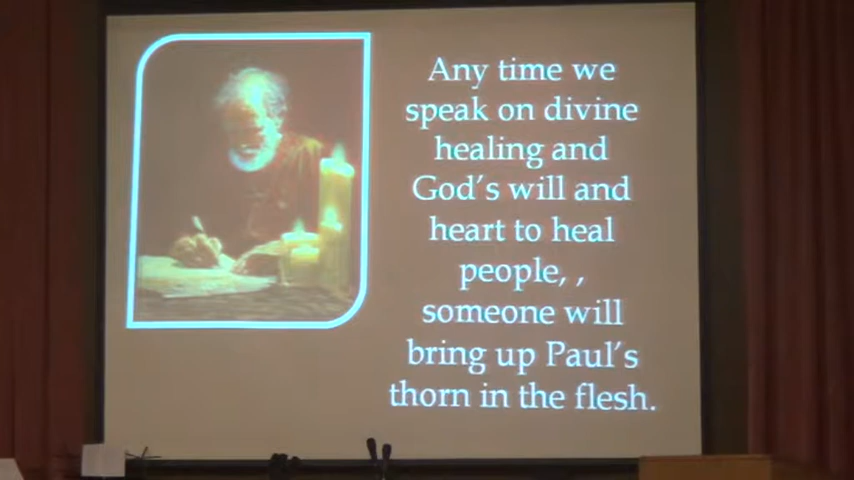 Any time we
speak on divine
healing and
God's will and
heart to heal
people, ,
someone will
bring up Paul's
thorn in the flesh.